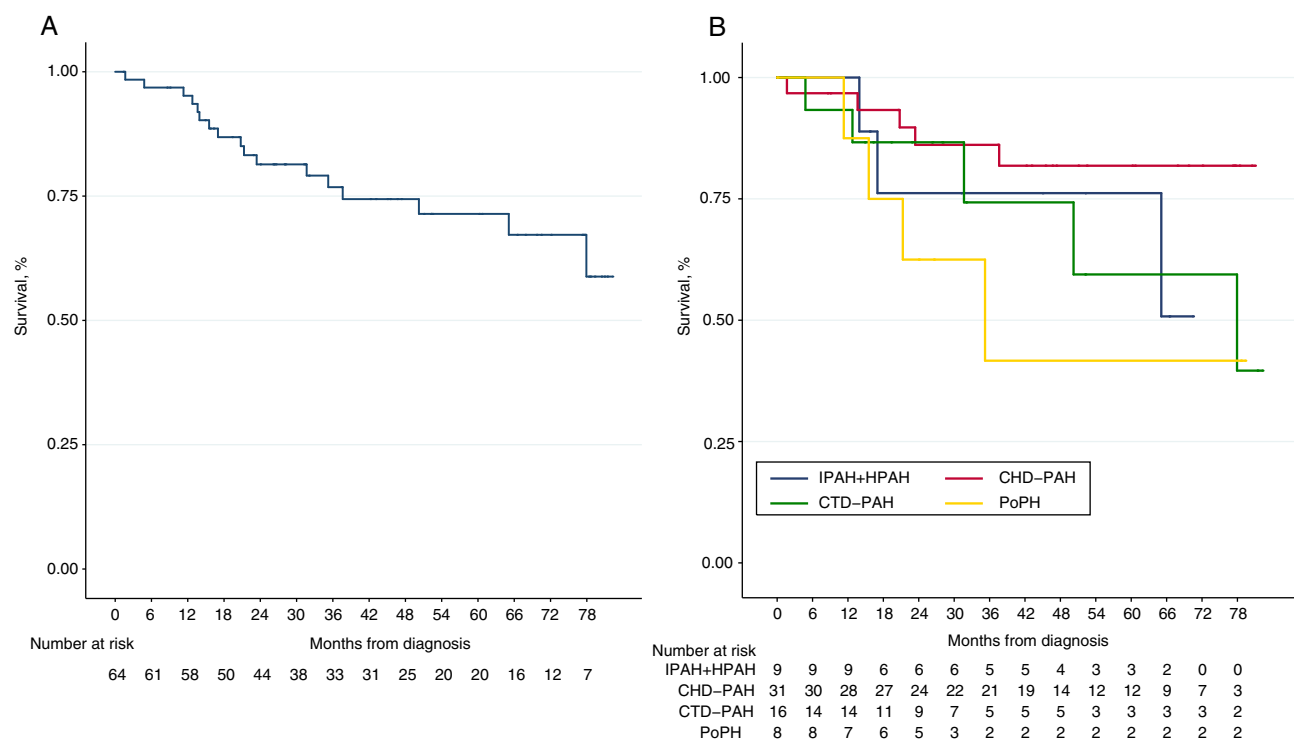 A
1.00
0.75
0.50
0.25
0.00
Survival, %
0 6 12 18 24 30 36 42 48 54 60 66 72 78
Number at risk
Months from diagnosis
64 61 58 50 44 38 33 31 25 20 20 16 12 7
B
1.00
0.75
0.50
0.25
0.00
Survival, %
IPAH+HPAH CHD–PAH
CTD–PAH PoPH
0 6 12 18 24 30 36 42 48 54 60 66 72 78
Months from diagnosis
Number at risk
IPAH+HPAH 9 9 9 6 6 6 5 5 4 3 3 2 0 0
CHD–PAH 31 30 28 27 24 22 21 19 14 12 12 9 7 3
CTD–PAH 16 14 14 11 9 7 5 5 5 3 3 3 3 2
PoPH 8 8 7 6 5 3 2 2 2 2 2 2 2 2